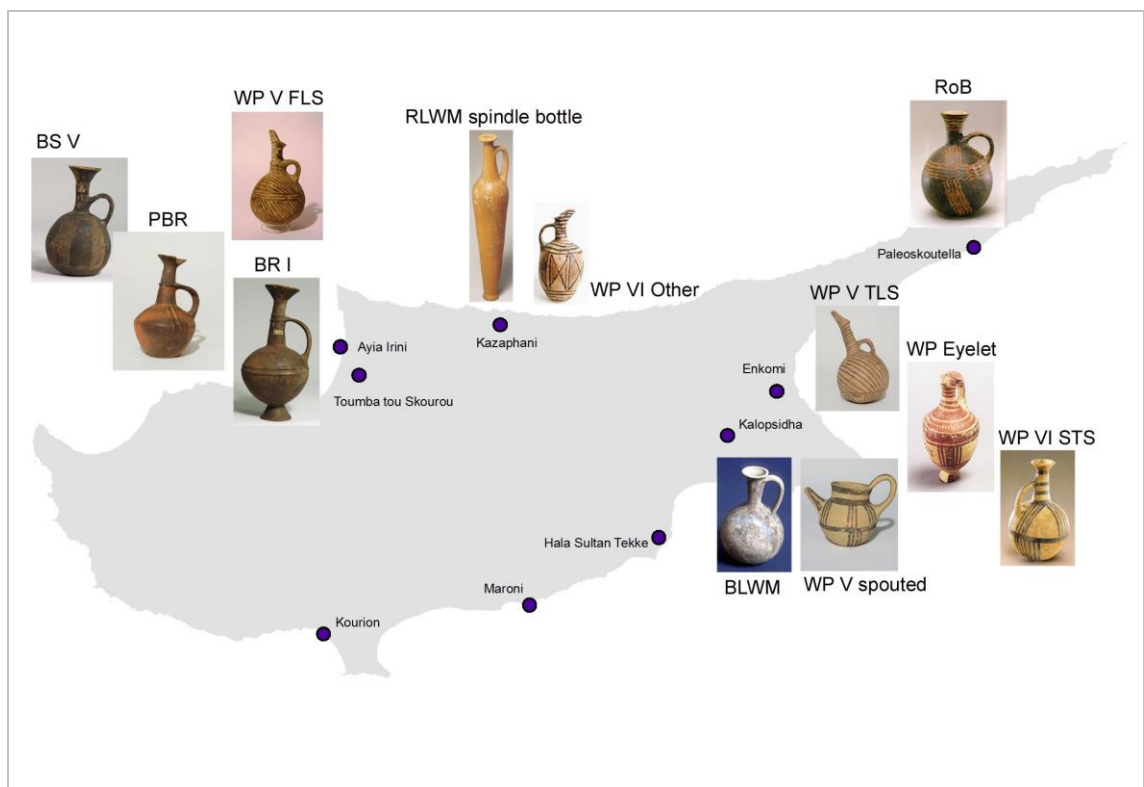 RoB
WP V FLS
RLWM spindle bottle
BS V
PBR
Paleoskoutella
BR I
WP VI Other
WP V TLS
Kazaphani
Ayia Irini
WP Eyelet
Enkomi
Toumba tou Skourou
Kalopsidha
WP VI STS
Hala Sultan Tekke
BLWM
WP V spouted
Maroni
Kourion